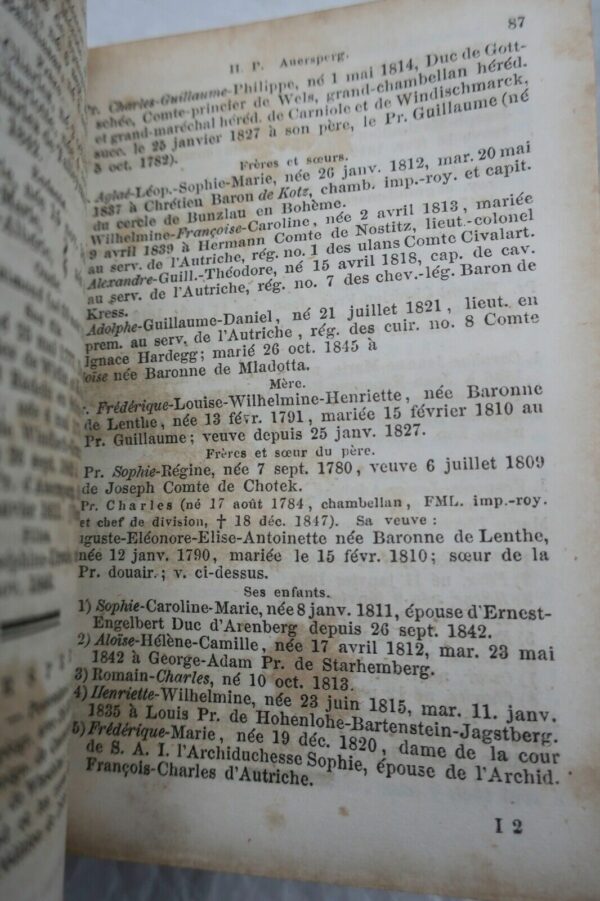 87
II. P. Auersperg.
Pr. Charles-Guillaume-Philippe, né 1 mai 1814, Duc de Gott-
schée, Comte-princier de Wels, grand-chambellan héréd.
et grand-maréchal héréd. de Carniole et de Windischmarck,
succ. le 25 janvier 1827 à son père, le Pr. Guillaume (né
5 oct. 1782).
Frères et sœurs.
Aglaé-Léop.-Sophie-Marie, née 26 janv. 1812, mar. 20 mai
1837 à Chrétien Baron de Kotz, chamb. imp.-roy. et capit.
du cercle de Bunzlau en Bohème.
Wilhelmine-Françoise-Caroline, née 2 avril 1813, mariée
9 avril 1839 à Hermann Comte de Nostitz, lieut.-colonel
au serv. de l'Autriche, rég. no. 1 des ulans Comte Civalart.
Alexandre-Guill.-Théodore, né 15 avril 1818, cap. de cav.
au serv. de l'Autriche, rég. no. 7 des chev.-lég. Baron de
Kress.
Adolphe-Guillaume-Daniel, né 21 juillet 1821, lieut. en
prem. au serv. de l'Autriche, rég. des cuir. no. 8 Comte
Ignace Hardegg; marié 26 oct. 1845 à
oïse née Baronne de Mladotta.
Mère.
. Frédérique-Louise-Wilhelmine-Henriette, née Baronne
de Lenthe, née 13 févr. 1791, mariée 15 février 1810 au
Pr. Guillaume; veuve depuis 25 janv. 1827.
Frères et sœur du père.
Pr. Sophie-Régine, née 7 sept. 1780, veuve 6 juillet 1809
de Joseph Comte de Chotek.
Pr. Charles (né 17 août 1784, chambellan, FML. imp.-roy.
et chef de division, † 18 déc. 1847). Sa veuve:
uguste-Eléonore-Elise-Antoinette née Baronne de Lenthe,
née 12 janv. 1790, mariée le 15 févr. 1810; sœur de la
Pr. douair.; v. ci-dessus.
Ses enfants.
1) Sophie-Caroline-Marie, née 8 janv. 1811, épouse d'Ernest-
Engelbert Duc d'Arenberg depuis 26 sept. 1842.
2) Aloïse-Hélène-Camille, née 17 avril 1812, mar. 23 mai
1842 à George-Adam Pr. de Starhemberg.
3) Romain-Charles, né 10 oct. 1813.
4) Henriette-Wilhelmine, née 23 juin 1815, mar. 11. janv.
1835 à Louis Pr. de Hohenlohe-Bartenstein-Jagstberg.
5) Frédérique-Marie, née 19 déc. 1820, dame de la cour
de S. A. I. l'Archiduchesse Sophie, épouse de l'Archid.
François-Charles d'Autriche.
I 2